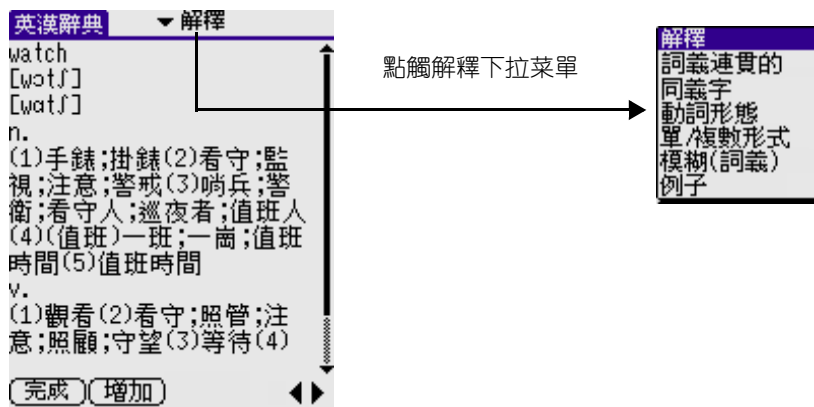 英漢辭典 解釋
watch
[wɔtʃ]
[wɑtʃ]
n.
(1)手錶;掛錶(2)看守;監
視;注意;警戒(3)哨兵;警
衛;看守人;巡夜者;值班人
(4)(值班)一班;一崗;值班
時間(5)值班時間
v.
(1)觀看(2)看守;照管;注
意;照顧;守望(3)等待(4)
完成 增加
點觸解釋下拉菜單
解釋
詞義連貫的
同義字
動詞形態
單/複數形式
模糊(詞義)
例子